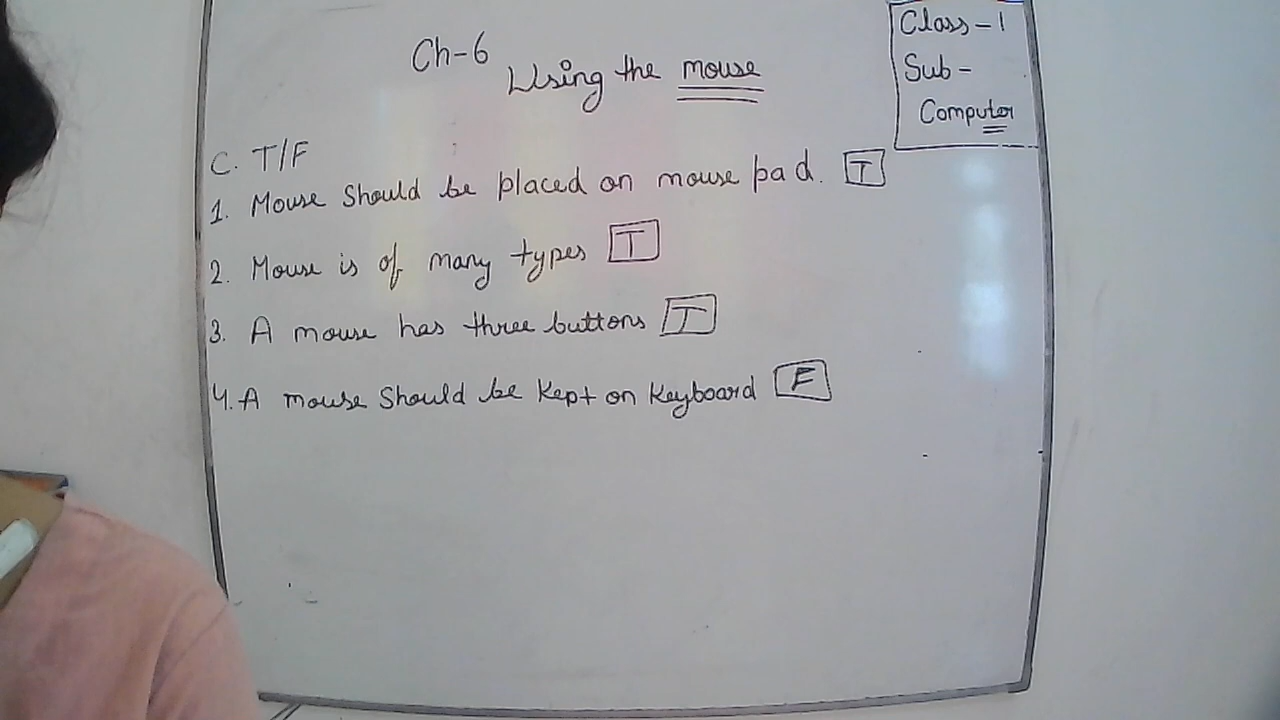 Ch-6
Using the mouse
Class-1
Sub-
Computer
C. T/F
1. Mouse Should be placed on mouse pad. T
2. Mouse is of many types T
3. A mouse has three buttons T
4. A mouse Should be Kept on Keyboard F